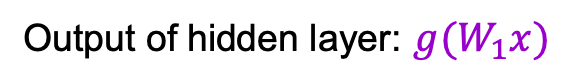 Output of hidden layer: g(W₁x)